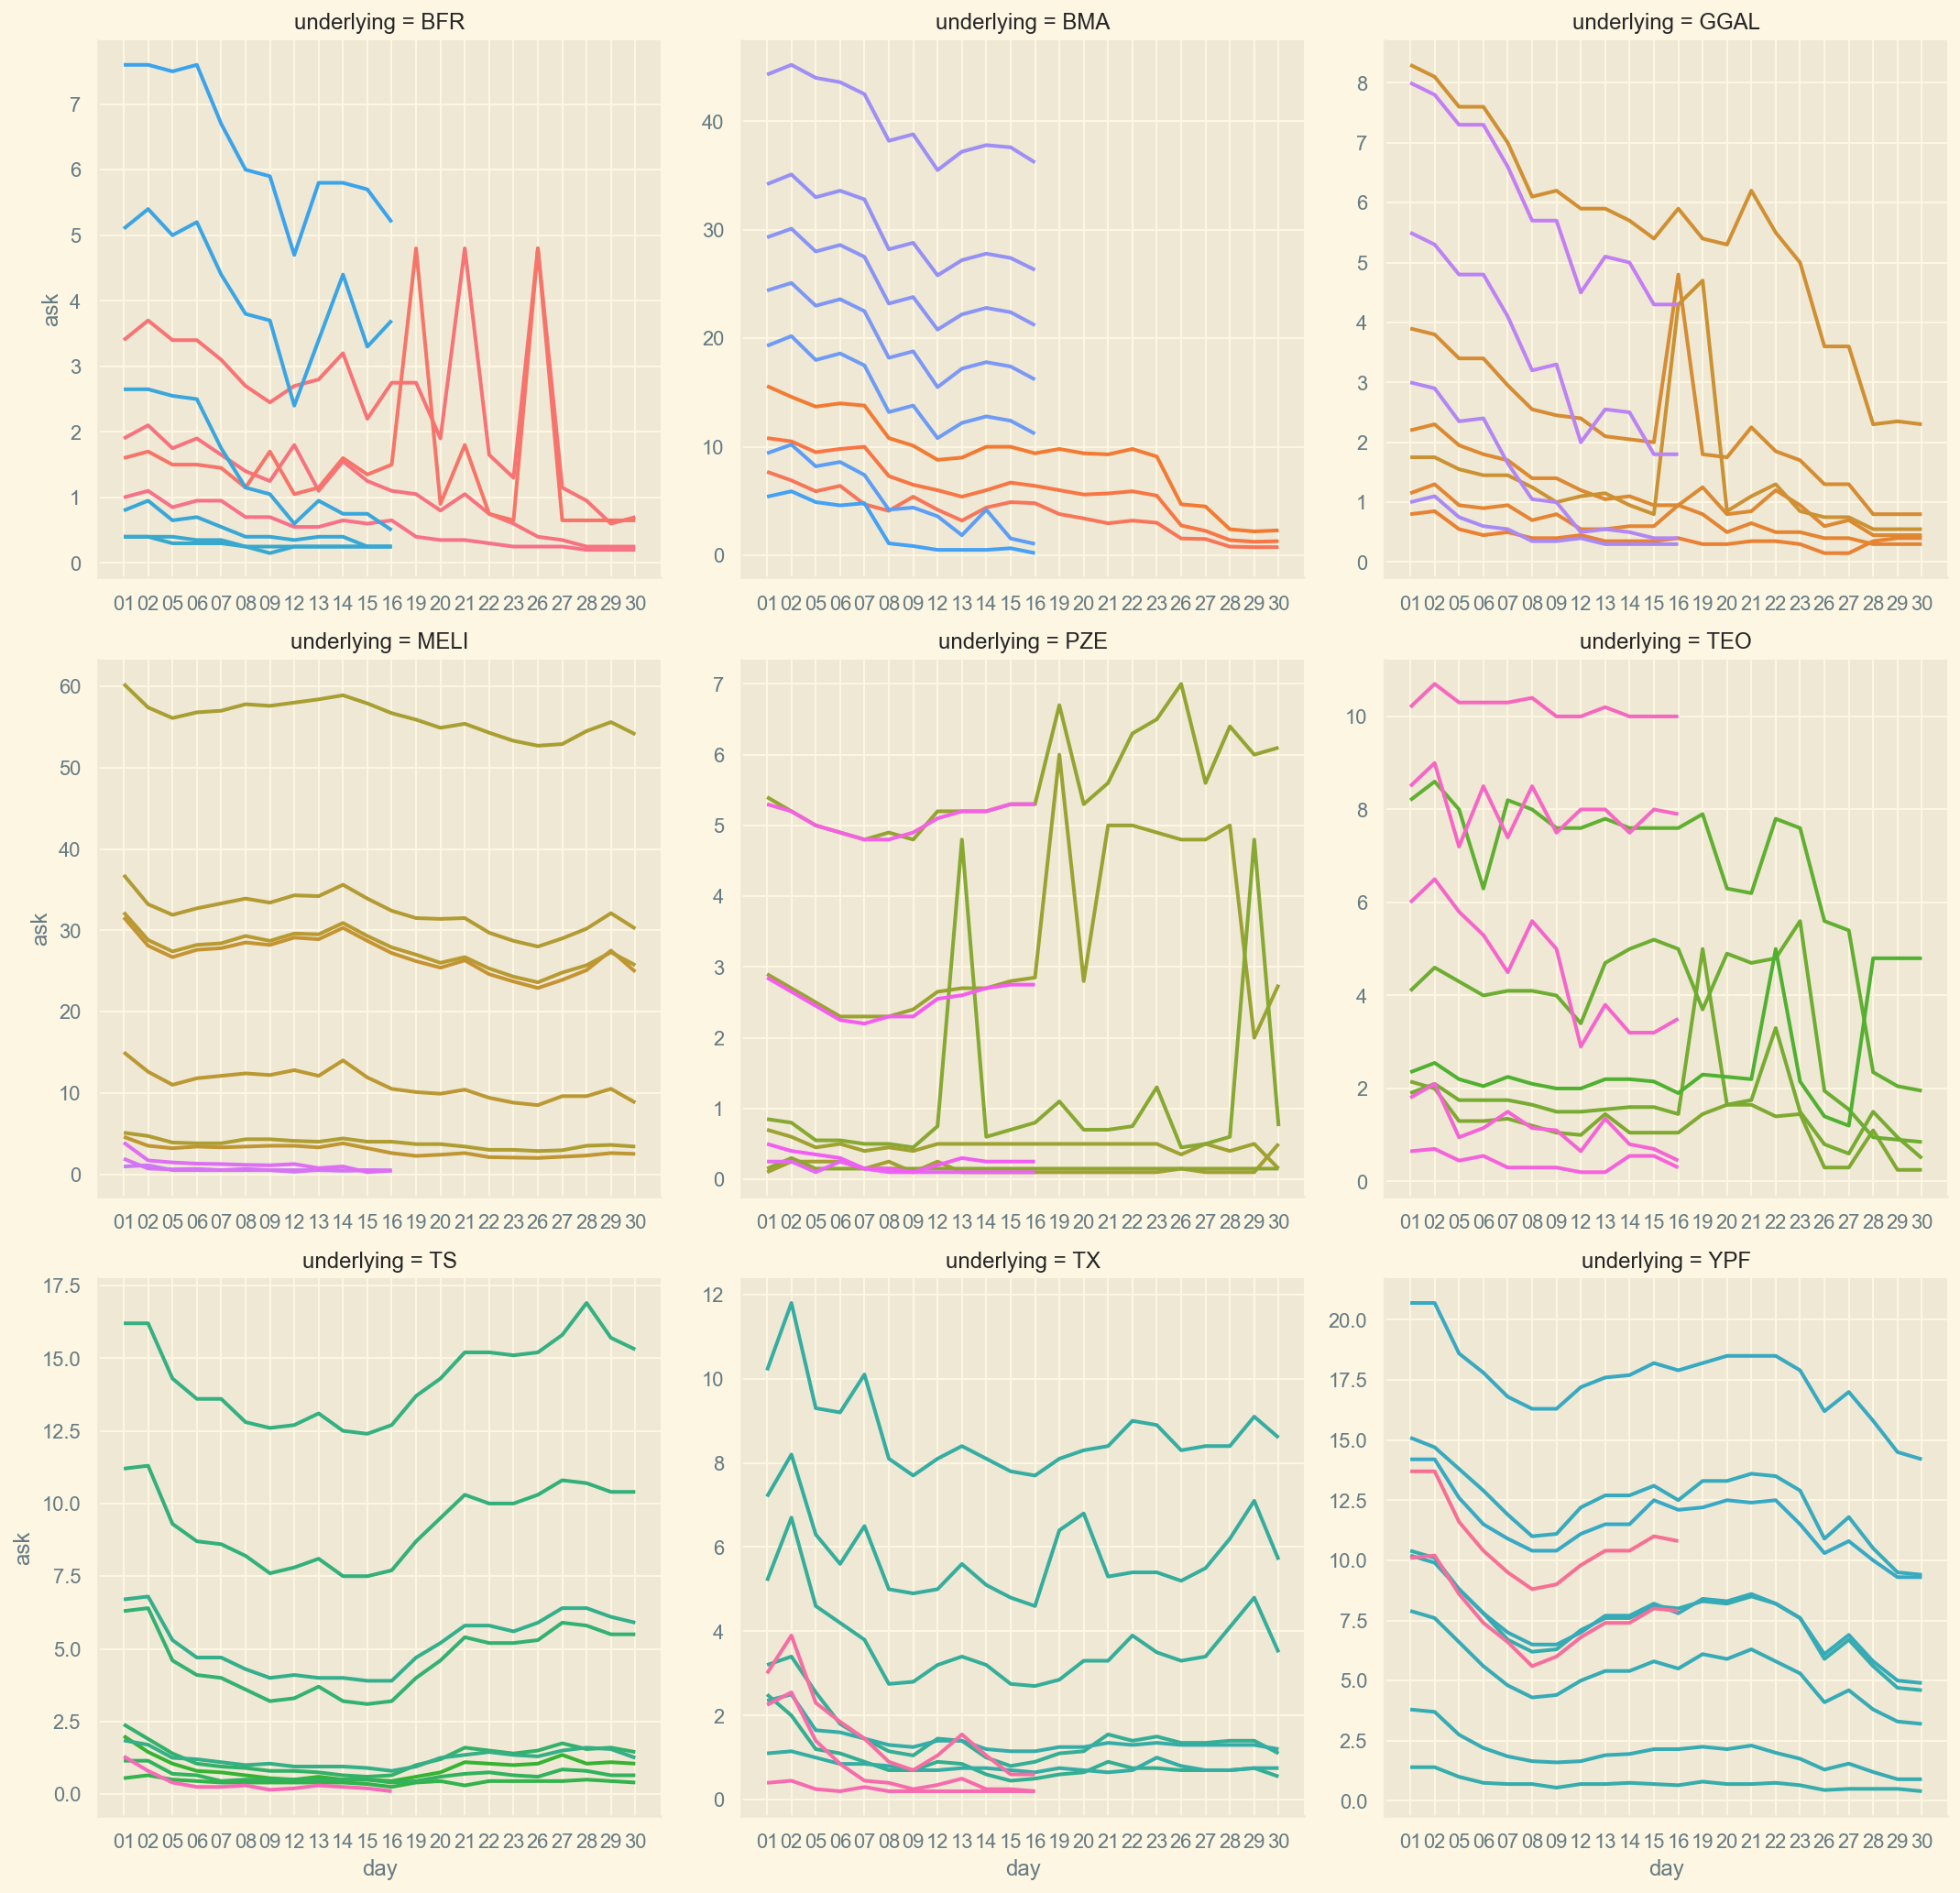 underlying = BFR
underlying = BMA
underlying = GGAL
ask
7
6
5
4
3
2
1
0
40
30
20
10
0
8
7
6
5
4
3
2
1
0
01 02 05 06 07 08 09 12 13 14 15 16 19 20 21 22 23 26 27 28 29 30
01 02 05 06 07 08 09 12 13 14 15 16 19 20 21 22 23 26 27 28 29 30
01 02 05 06 07 08 09 12 13 14 15 16 19 20 21 22 23 26 27 28 29 30
underlying = MELI
underlying = PZE
underlying = TEO
ask
60
50
40
30
20
10
0
7
6
5
4
3
2
1
0
10
8
6
4
2
0
01 02 05 06 07 08 09 12 13 14 15 16 19 20 21 22 23 26 27 28 29 30
01 02 05 06 07 08 09 12 13 14 15 16 19 20 21 22 23 26 27 28 29 30
01 02 05 06 07 08 09 12 13 14 15 16 19 20 21 22 23 26 27 28 29 30
underlying = TS
underlying = TX
underlying = YPF
ask
17.5
15.0
12.5
10.0
7.5
5.0
2.5
0.0
12
10
8
6
4
2
0
20.0
17.5
15.0
12.5
10.0
7.5
5.0
2.5
0.0
01 02 05 06 07 08 09 12 13 14 15 16 19 20 21 22 23 26 27 28 29 30
01 02 05 06 07 08 09 12 13 14 15 16 19 20 21 22 23 26 27 28 29 30
01 02 05 06 07 08 09 12 13 14 15 16 19 20 21 22 23 26 27 28 29 30
day
day
day